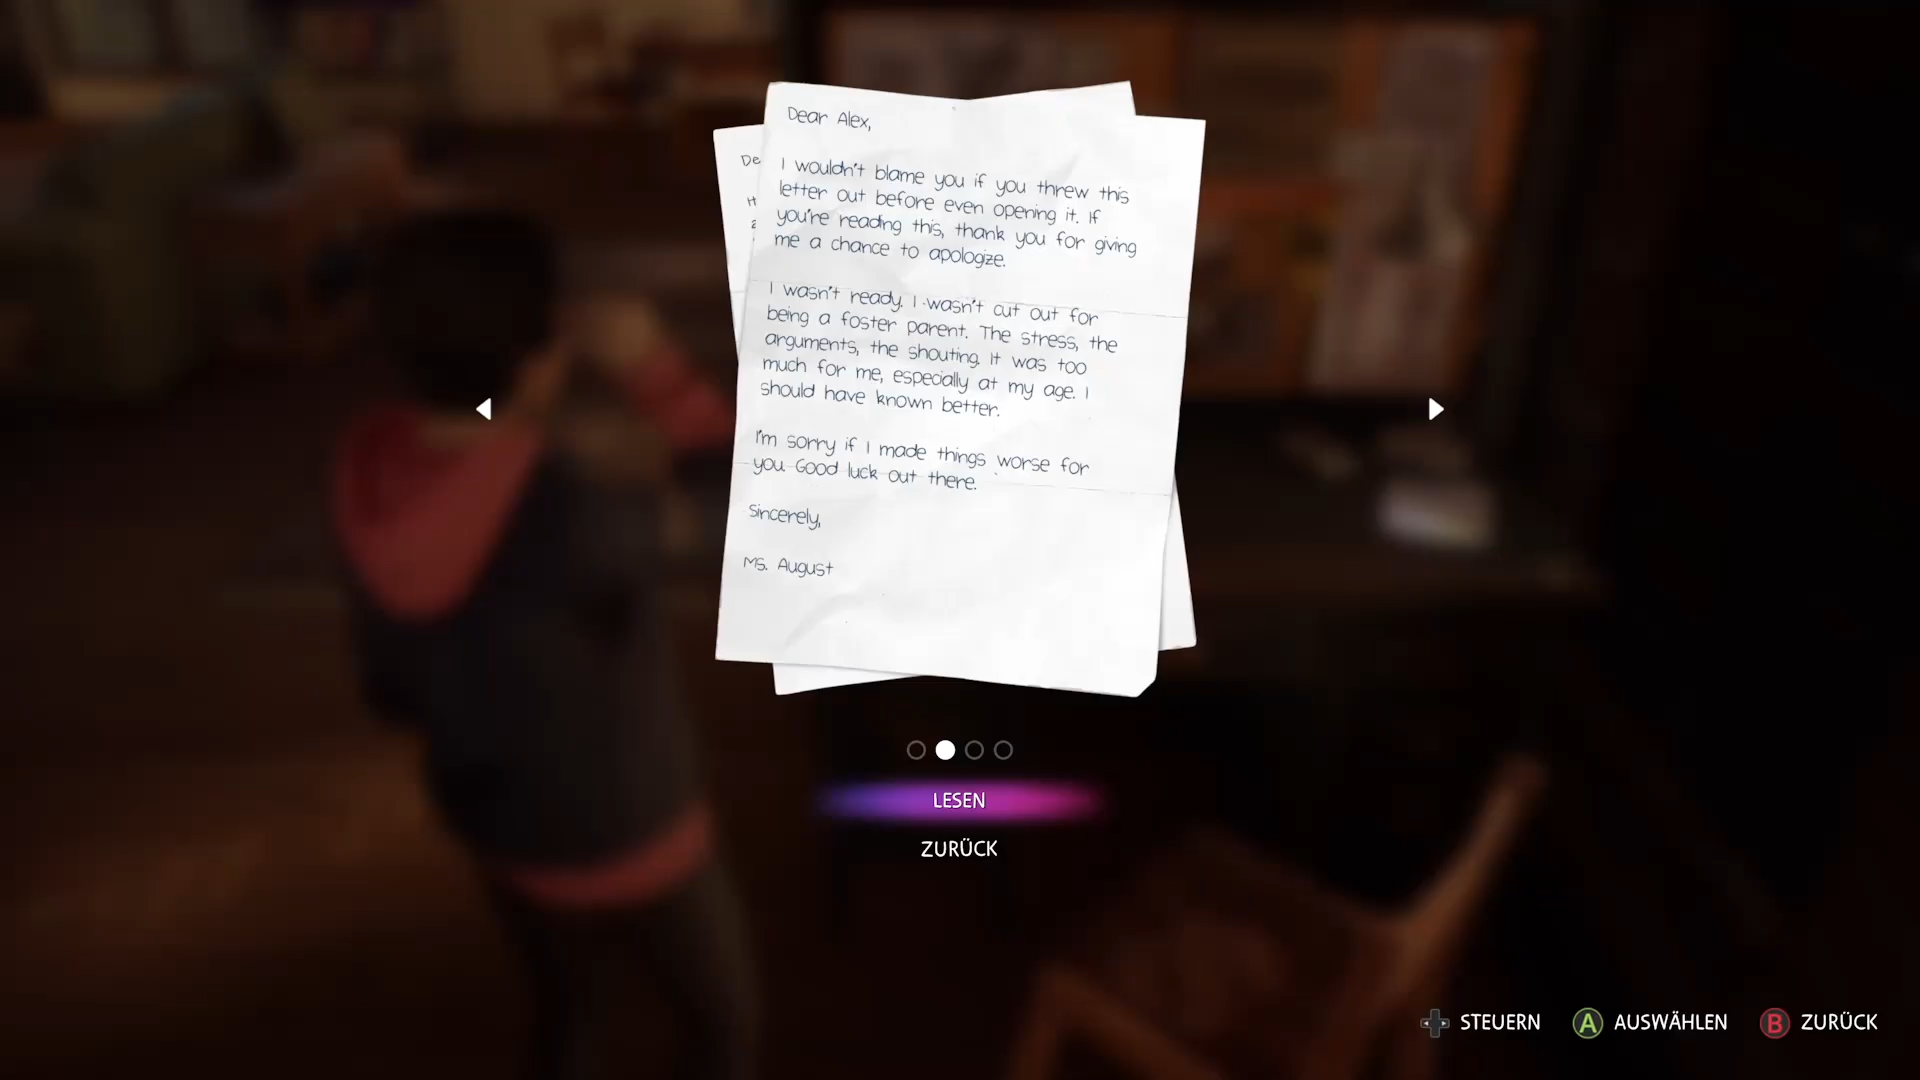 Dear Alex,
De
I wouldn't blame you if you threw this
letter out before even opening it. If
you're reading this, thank you for giving
me a chance to apologize.
I wasn't ready. I wasn't cut out for
being a foster parent. The stress, the
arguments, the shouting. It was too
much for me, especially at my age. I
should have known better.
I'm sorry if I made things worse for
you. Good luck out there.
Sincerely,
Ms. August
LESEN
ZURÜCK
STEUERN A AUSWÄHLEN B ZURÜCK